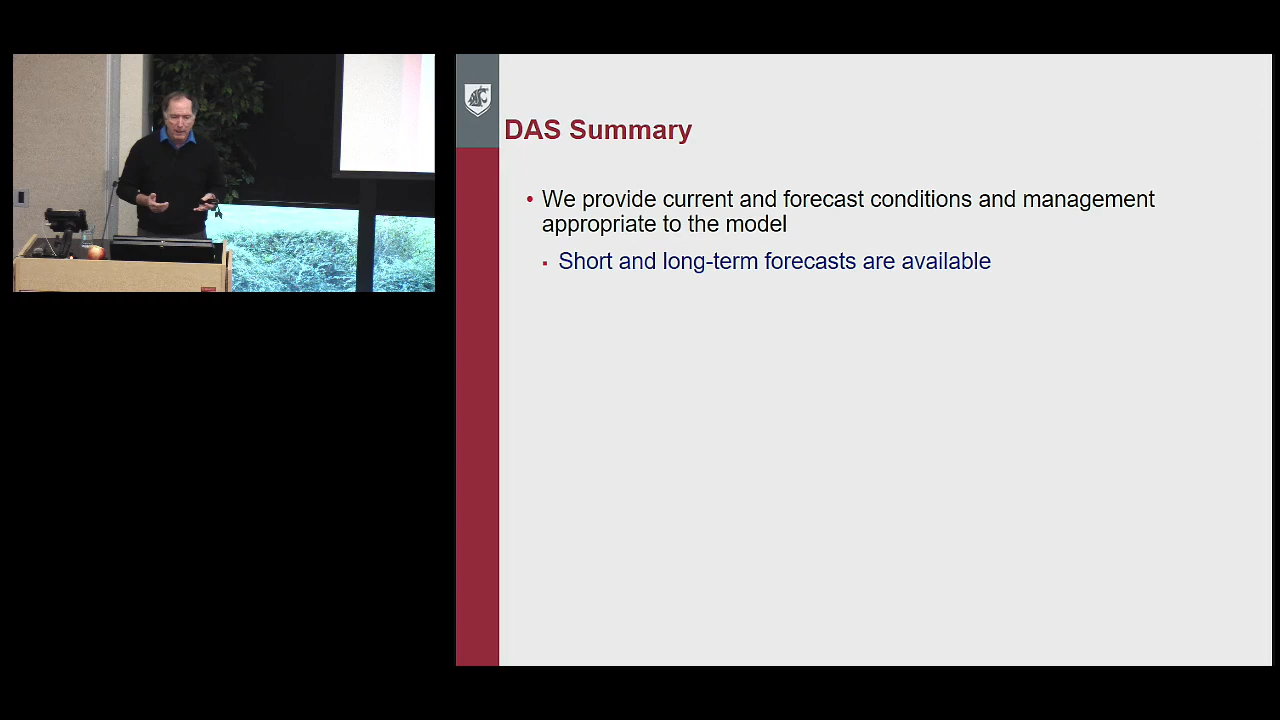 DAS Summary
• We provide current and forecast conditions and management
appropriate to the model
▪ Short and long-term forecasts are available